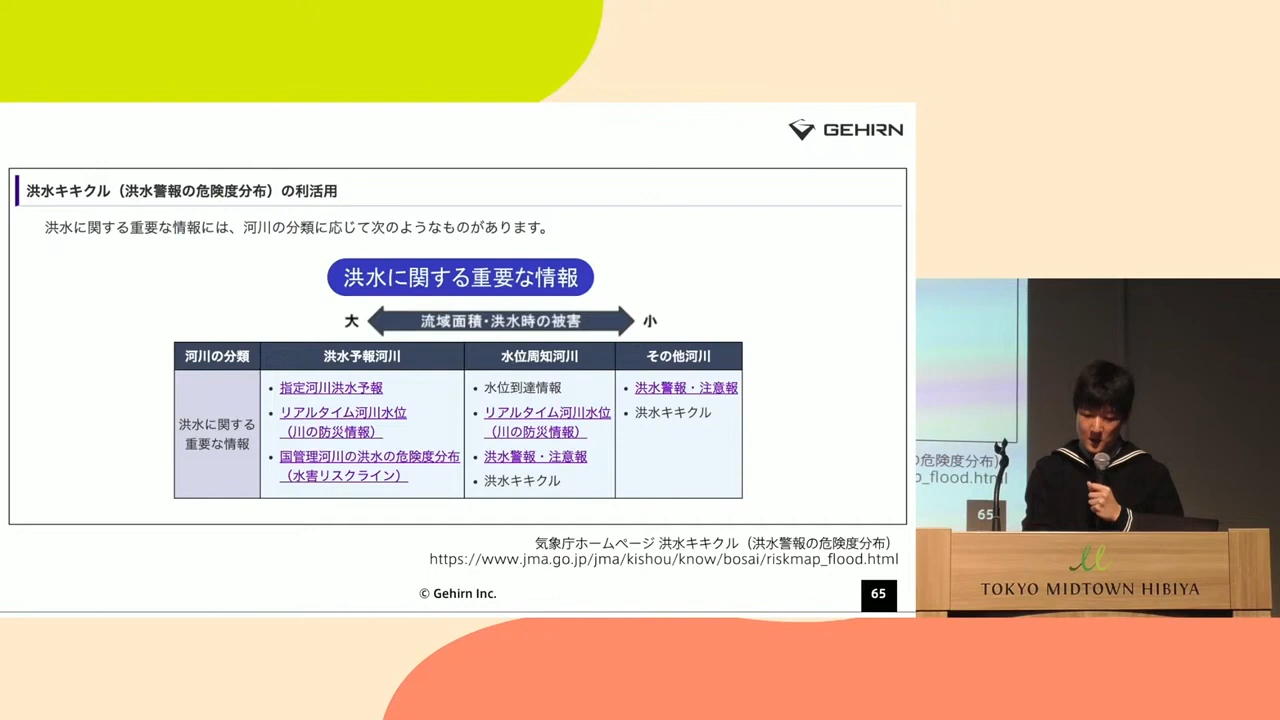 GEHIRN
洪水キキクル（洪水警報の危険度分布）の利活用
洪水に関する重要な情報には、河川の分類に応じて次のようなものがあります。
洪水に関する重要な情報
大 流域面積・洪水時の被害 小
河川の分類 洪水予報河川 水位周知河川 その他河川
洪水に関する
重要な情報
• 指定河川洪水予報
• リアルタイム河川水位
（川の防災情報）
• 国管理河川の洪水の危険度分布
（水害リスクライン）
• 水位到達情報
• リアルタイム河川水位
（川の防災情報）
• 洪水警報・注意報
• 洪水キキクル
• 洪水警報・注意報
• 洪水キキクル
気象庁ホームページ 洪水キキクル（洪水警報の危険度分布）
https://www.jma.go.jp/jma/kishou/know/bosai/riskmap_flood.html
© Gehirn Inc.
65
の危険度分布）
p_flood.html
65
TOKYO MIDTOWN HIBIYA